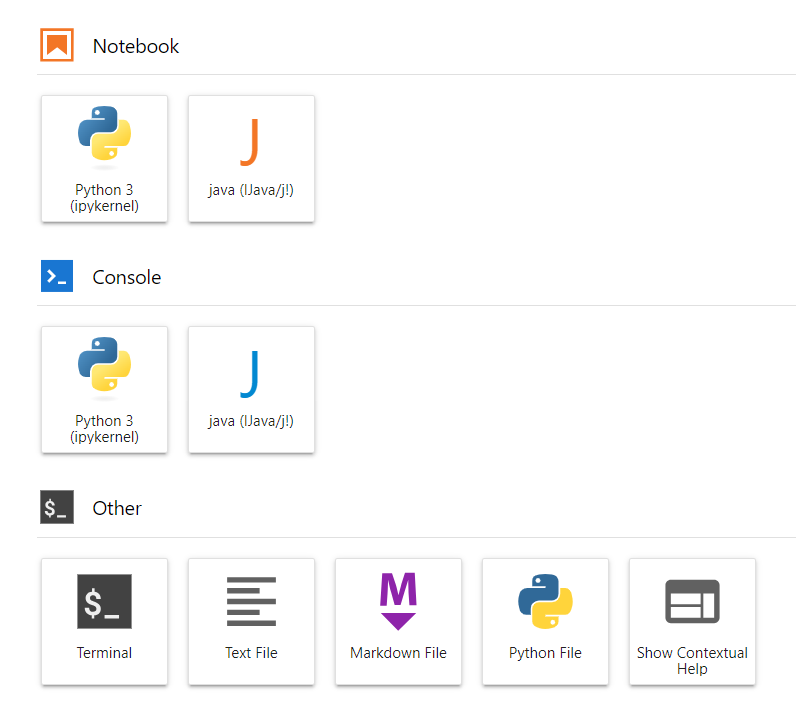 Notebook
Python 3
(ipykernel)
java (IJava/j!)
Console
Python 3
(ipykernel)
java (IJava/j!)
$_ Other
$_
Terminal
Text File
M
Markdown File
Python File
Show Contextual
Help